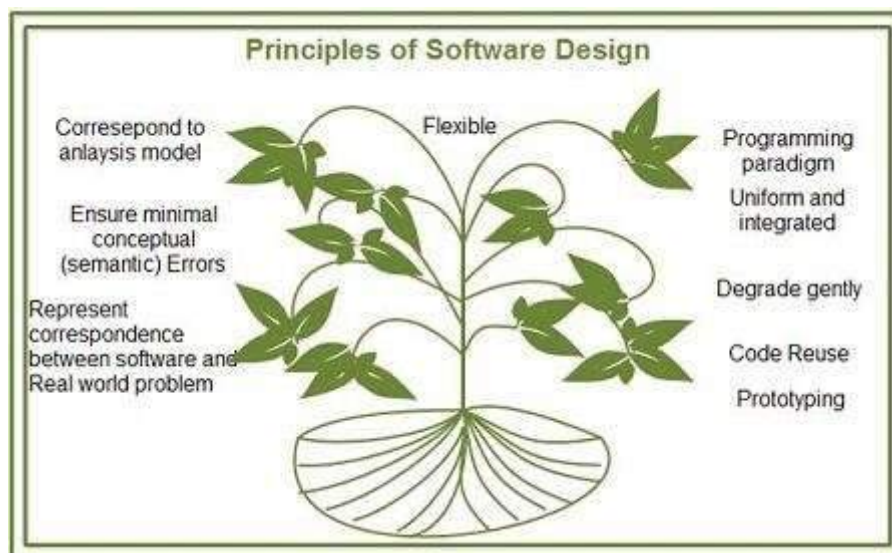 Principles of Software Design
Corresepond to
anlaysis model
Flexible
Programming
paradigm
Ensure minimal
conceptual
(semantic) Errors
Uniform and
integrated
Represent
correspondence
between software and
Real world problem
Degrade gently
Code Reuse
Prototyping